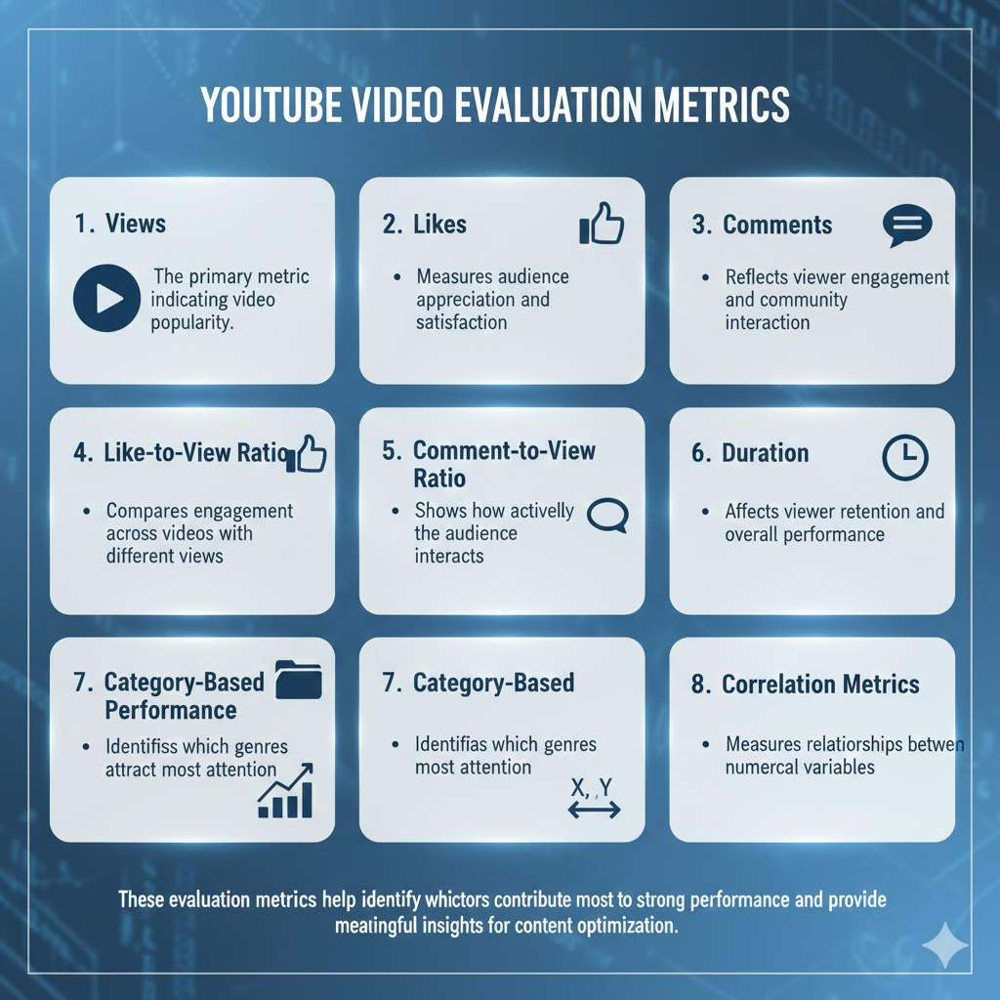 YOUTUBE VIDEO EVALUATION METRICS
1. Views
The primary metric
indicating video
popularity.
2. Likes
• Measures audience
appreciation and
satisfaction
3. Comments
• Reflects viewer engagement
and community
interaction
4. Like-to-View Ratio
• Compares engagement
across videos with
different views
5. Comment-to-View
Ratio
• Shows how activelly
the audience
interacts
6. Duration
• Affects viewer retention and
overall performance
7. Category-Based
Performance
• Identifiss which genres
attract most attention
7. Category-Based
• Identifias which genres
most attention
X, , Y
8. Correlation Metrics
• Measures relatiorships betwen
numercal variables
These evaluation metrics help identify whictors contribute most to strong performance and provide
meatingful insights for content optimization.